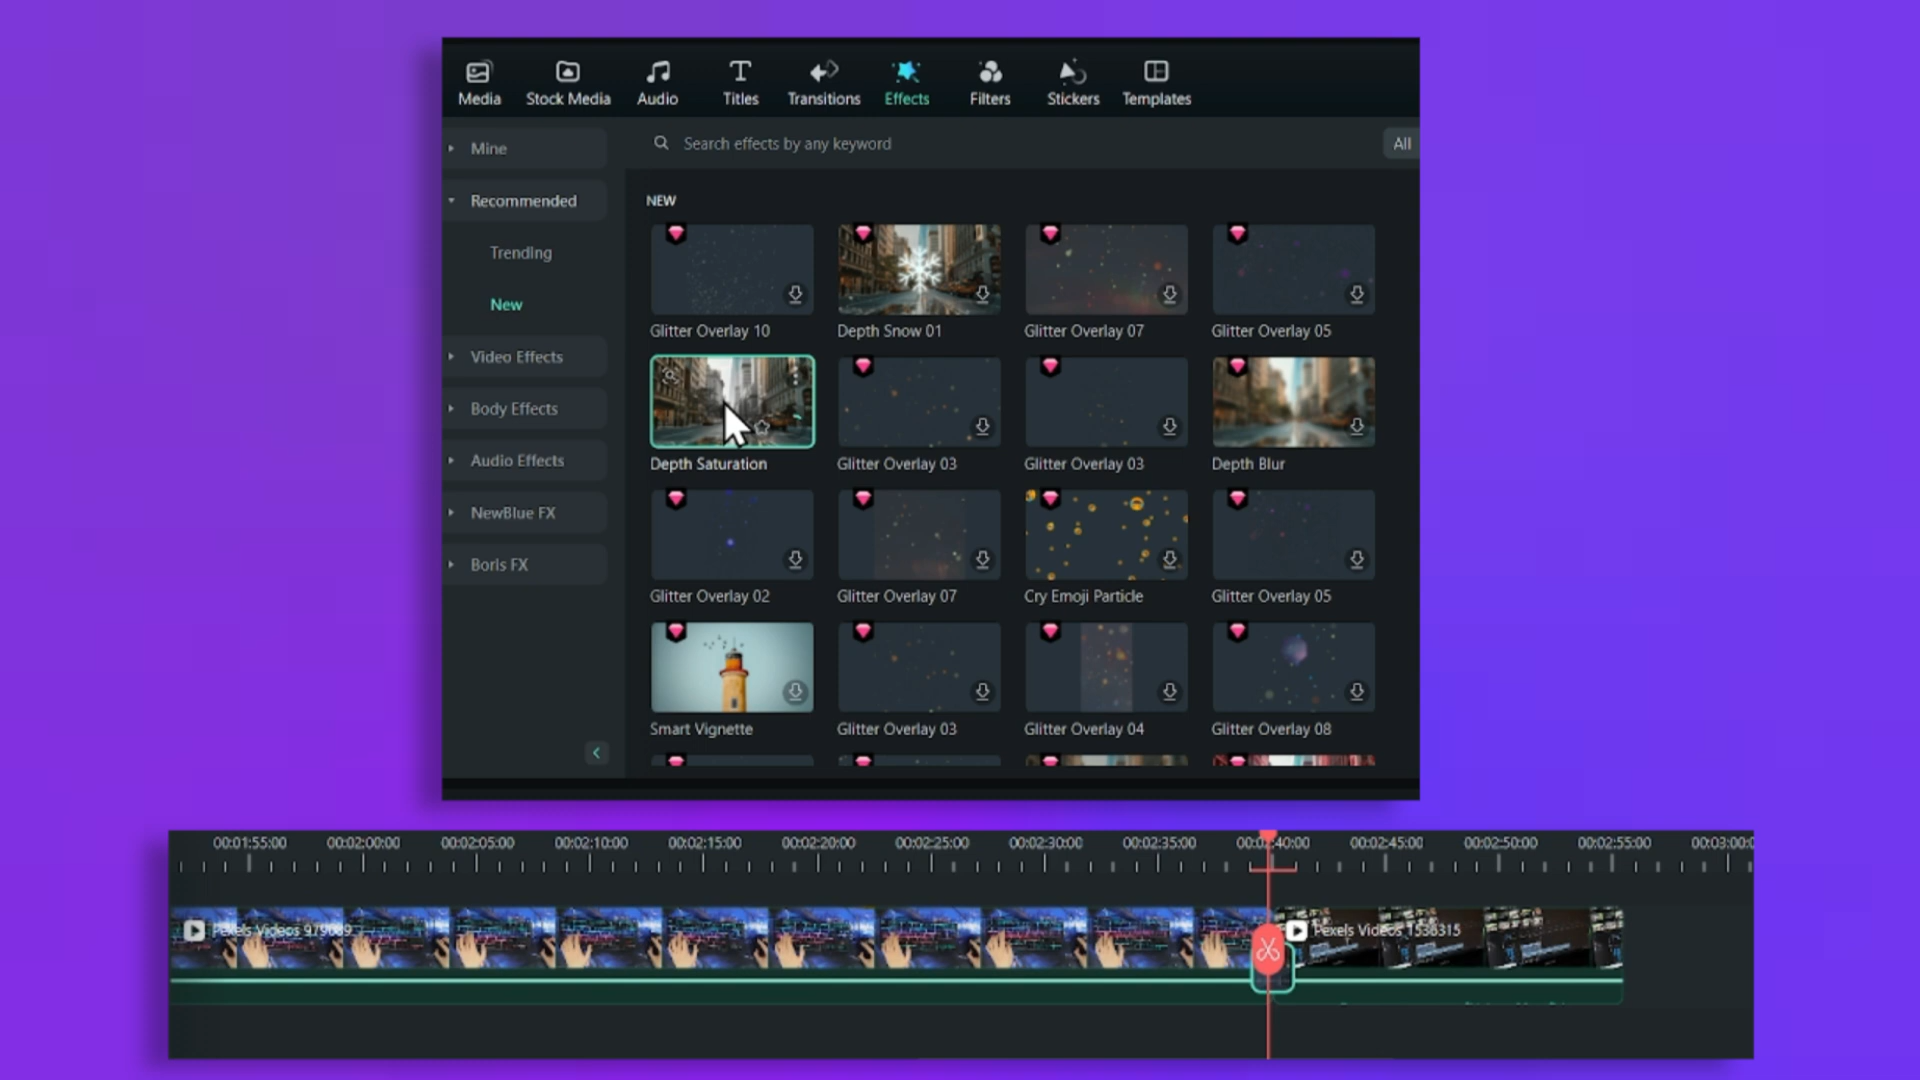 Media Stock Media Audio Titles Transitions Effects Filters Stickers Templates
Search effects by any keyword
All
Mine
Recommended
Trending
New
Video Effects
Body Effects
Audio Effects
NewBlue FX
Boris FX
NEW
Glitter Overlay 10 Depth Snow 01 Glitter Overlay 07 Glitter Overlay 05
Depth Saturation Glitter Overlay 03 Glitter Overlay 03 Depth Blur
Glitter Overlay 02 Glitter Overlay 07 Cry Emoji Particle Glitter Overlay 05
Smart Vignette Glitter Overlay 03 Glitter Overlay 04 Glitter Overlay 08
00:01:55:00 00:02:00:00 00:02:05:00 00:02:10:00 00:02:15:00 00:02:20:00 00:02:25:00 00:02:30:00 00:02:35:00 00:02:40:00 00:02:45:00 00:02:50:00 00:02:55:00 00:03:00:0
Pexels Videos Pexels Videos 1536315